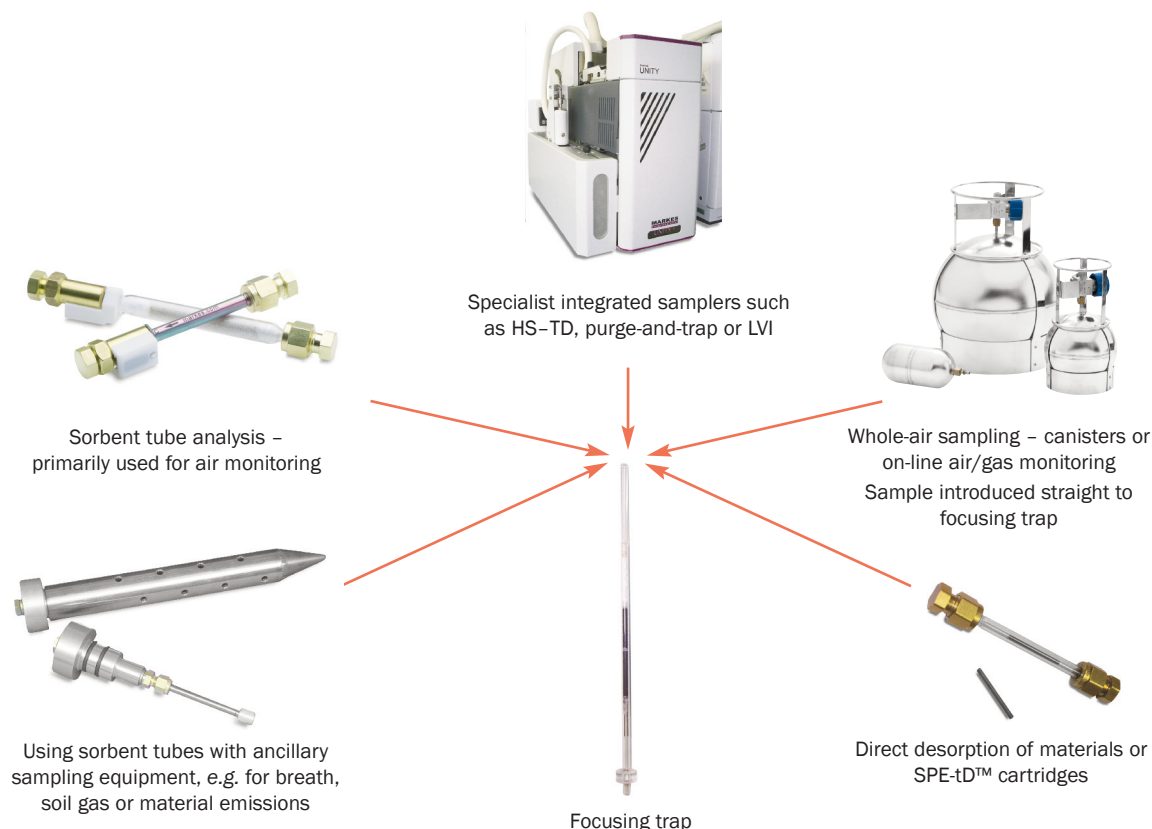 UNITY
MARKES
Specialist integrated samplers such
as HS–TD, purge-and-trap or LVI
Sorbent tube analysis –
primarily used for air monitoring
Whole-air sampling – canisters or
on-line air/gas monitoring
Sample introduced straight to
focusing trap
Using sorbent tubes with ancillary
sampling equipment, e.g. for breath,
soil gas or material emissions
Direct desorption of materials or
SPE-tD™ cartridges
Focusing trap